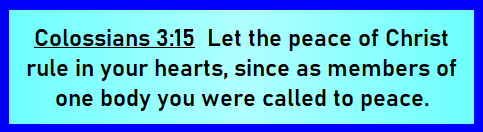 Colossians 3:15  Let the peace of Christ
rule in your hearts, since as members of
one body you were called to peace.